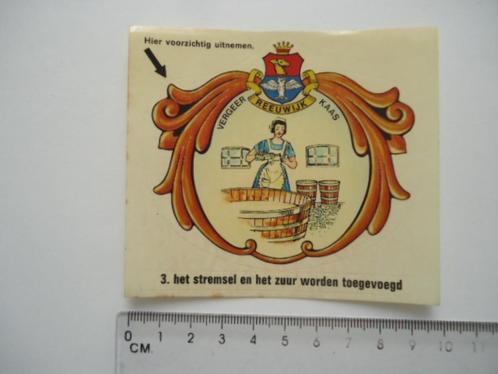 Hier voorzichtig uitnemen.
VERGEER KAAS
REEUWIJK
3. het stremsel en het zuur worden toegevoegd
0 1 2 3 4 5 6 7 8 9 10 11 12
CM